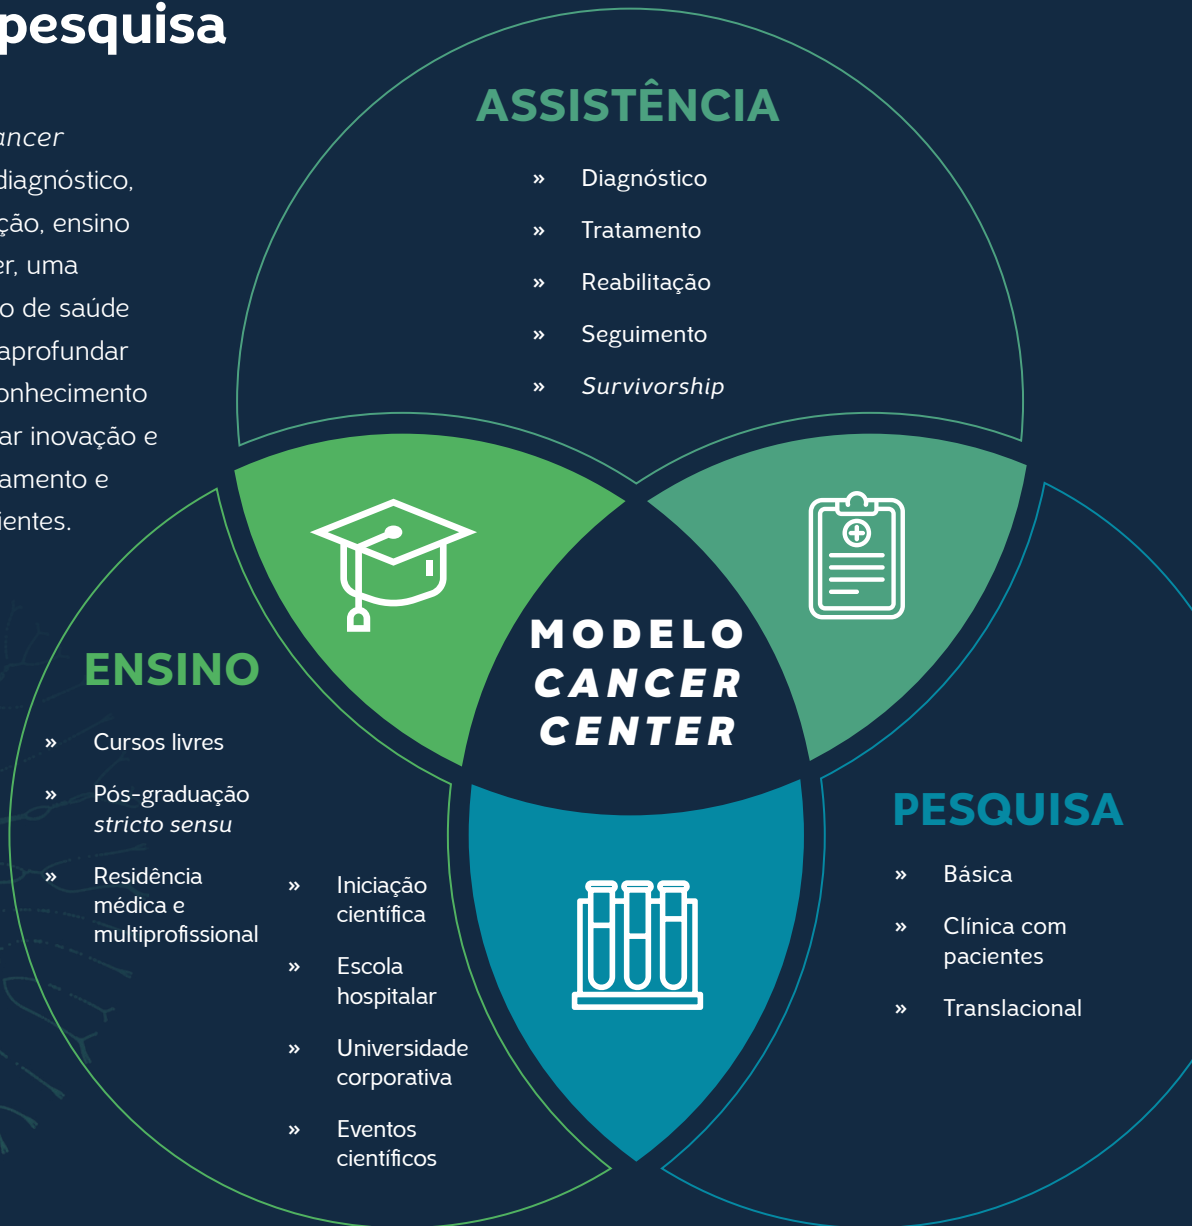 pesquisa
ancer
diagnóstico,
ção, ensino
er, uma
o de saúde
aprofundar
onhecimento
ar inovação e
amento e
ientes.
ASSISTÊNCIA
» Diagnóstico
» Tratamento
» Reabilitação
» Seguimento
» Survivorship
MODELO
CANCER
CENTER
ENSINO
» Cursos livres
» Pós-graduação
stricto sensu
» Residência
médica e
multiprofissional
» Iniciação
científica
» Escola
hospitalar
» Universidade
corporativa
» Eventos
científicos
PESQUISA
» Básica
» Clínica com
pacientes
» Translacional